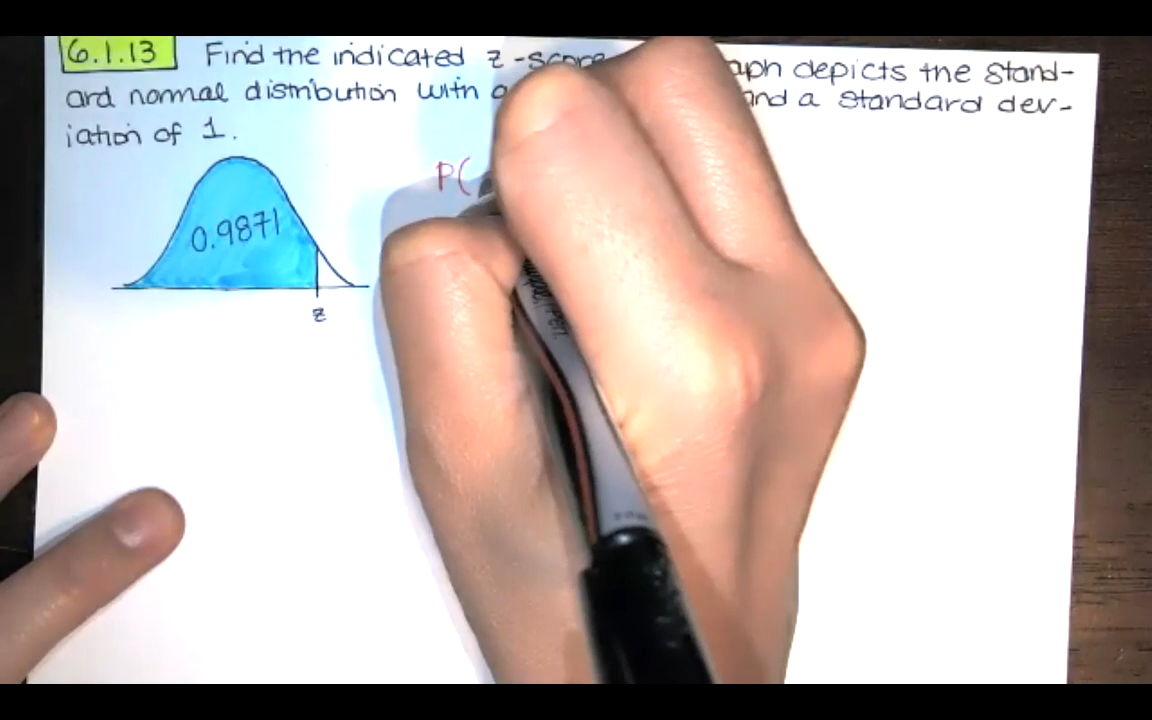 6.1.13 Find the indicated z-score aph depicts the stand-
ard normal distribution with and a standard dev-
iation of 1.
P(
0.9871
z